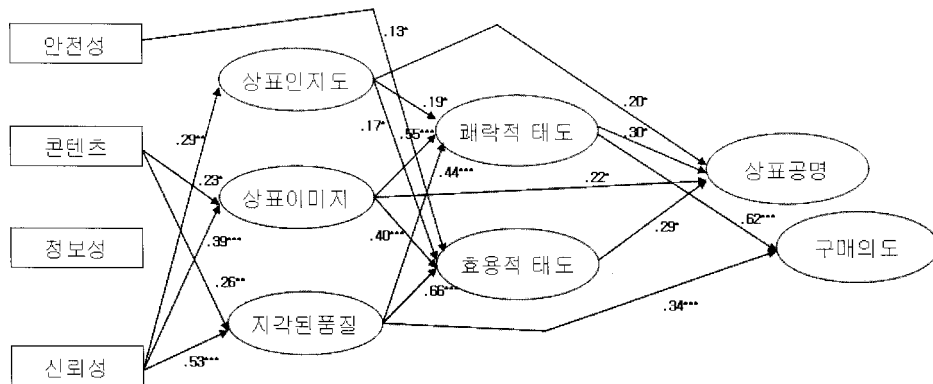 안전성
.13*
상표인지도
.20*
.19*
쾌락적 태도
.30*
콘텐츠
.29**
.17*
.55***
상표공명
.23*
상표이미지
.44***
.22*
.62***
정보성
.39***
.40***
.29*
구매의도
효용적 태도
.26**
.66***
지각된품질
.34***
신뢰성
.53***